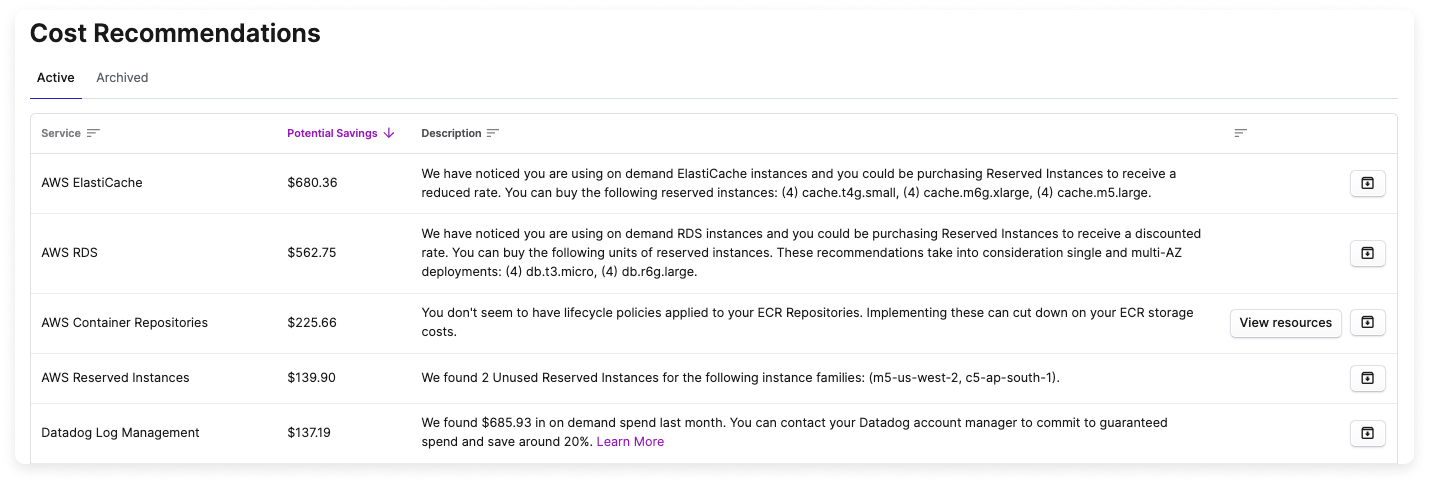 Cost Recommendations
Active Archived
Service Potential Savings Description
AWS ElastiCache $680.36 We have noticed you are using on demand ElastiCache instances and you could be purchasing Reserved Instances to receive a
reduced rate. You can buy the following reserved instances: (4) cache.t4g.small, (4) cache.m6g.xlarge, (4) cache.m5.large.
AWS RDS $562.75 We have noticed you are using on demand RDS instances and you could be purchasing Reserved Instances to receive a discounted
rate. You can buy the following units of reserved instances. These recommendations take into consideration single and multi-AZ
deployments: (4) db.t3.micro, (4) db.r6g.large.
AWS Container Repositories $225.66 You don't seem to have lifecycle policies applied to your ECR Repositories. Implementing these can cut down on your ECR storage
costs.
View resources
AWS Reserved Instances $139.90 We found 2 Unused Reserved Instances for the following instance families: (m5-us-west-2, c5-ap-south-1).
Datadog Log Management $137.19 We found $685.93 in on demand spend last month. You can contact your Datadog account manager to commit to guaranteed
spend and save around 20%. Learn More